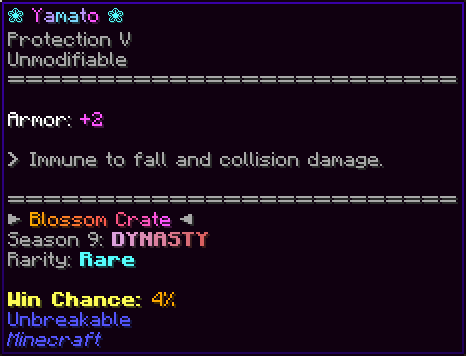 ❀ Yamato ❀
Protection V
Unmodifiable
============================
Armor: +2
> Immune to fall and collision damage.
============================
► Blossom Crate ◄
Season 9: DYNASTY
Rarity: Rare
Win Chance: 4%
Unbreakable
Minecraft